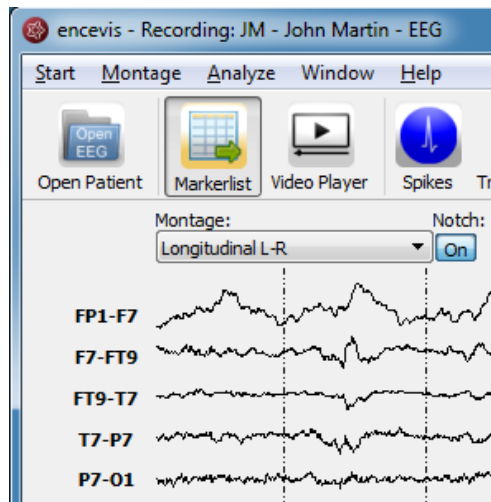 encevis - Recording: JM - John Martin - EEG
Start Montage Analyze Window Help
Open
EEG
Open Patient Markerlist Video Player Spikes
Montage: Notch:
Longitudinal L-R On
FP1-F7
F7-FT9
FT9-T7
T7-P7
P7-O1